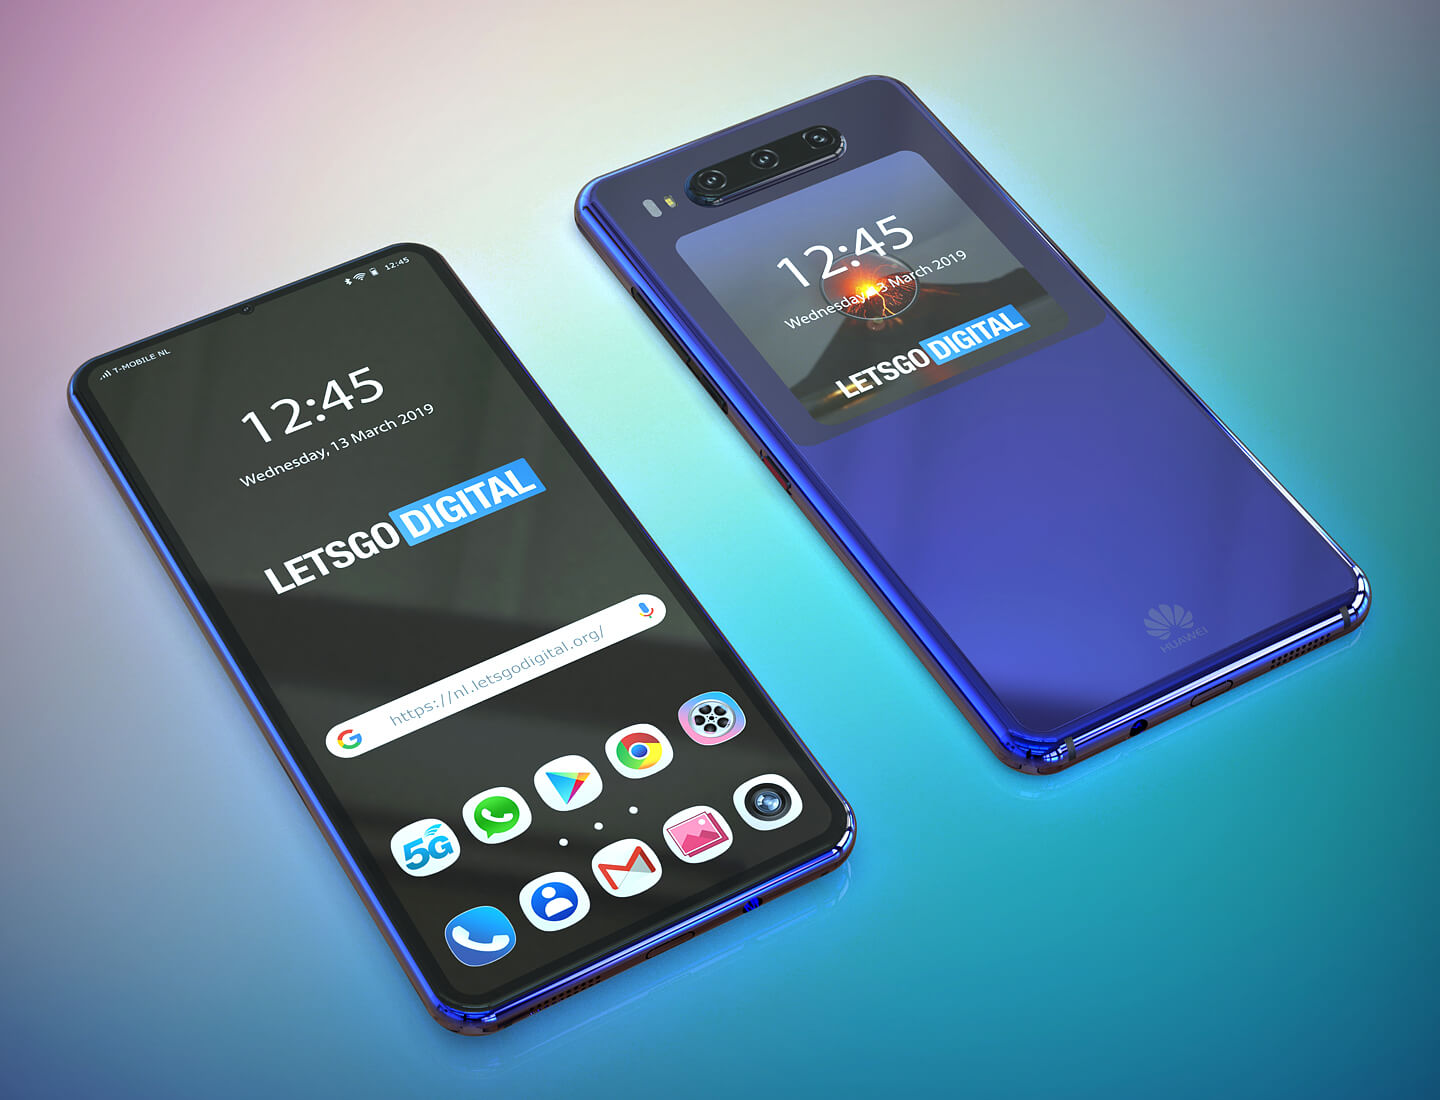 T-MOBILE NL
12:45
12:45
Wednesday, 13 March 2019
LETSGO DIGITAL
https://nl.letsgodigital.org/
5G
12:45
Wednesday, 13 March 2019
LETSGO DIGITAL
HUAWEI